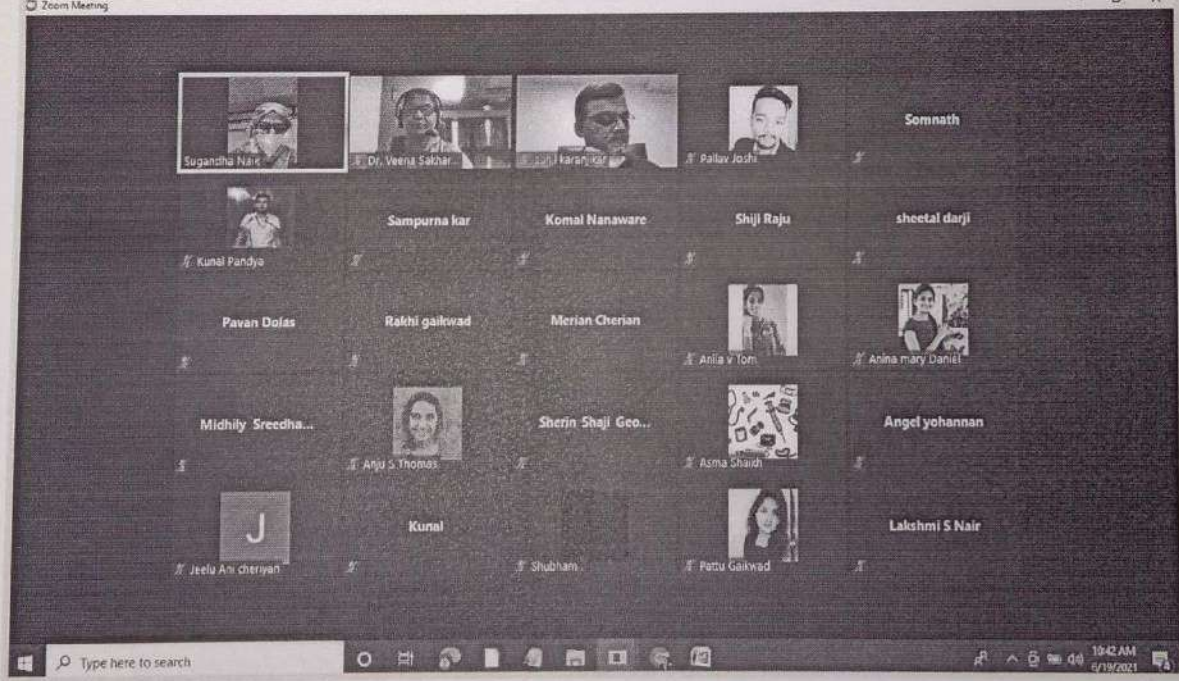 Zoom Meeting
Sugandha Naik
Dr. Veena Sakhar...
karanjkar
Pallav Joshi
Somnath
Kunal Pandya
Sampurna kar
Komal Nanaware
Shiji Raju
sheetal darji
Pavan Dolas
Rakhi gaikwad
Merian Cherian
Anila v Tom
Anina mary Daniel
Midhily Sreedha...
Anju S Thomas
Sherin Shaji Geo...
Asma Shaikh
Angel yohannan
J
Jeelu Ani cheriyan
Kunal
Shubham .
Pattu Gaikwad
Lakshmi S Nair
Type here to search
10:42 AM
6/19/2021